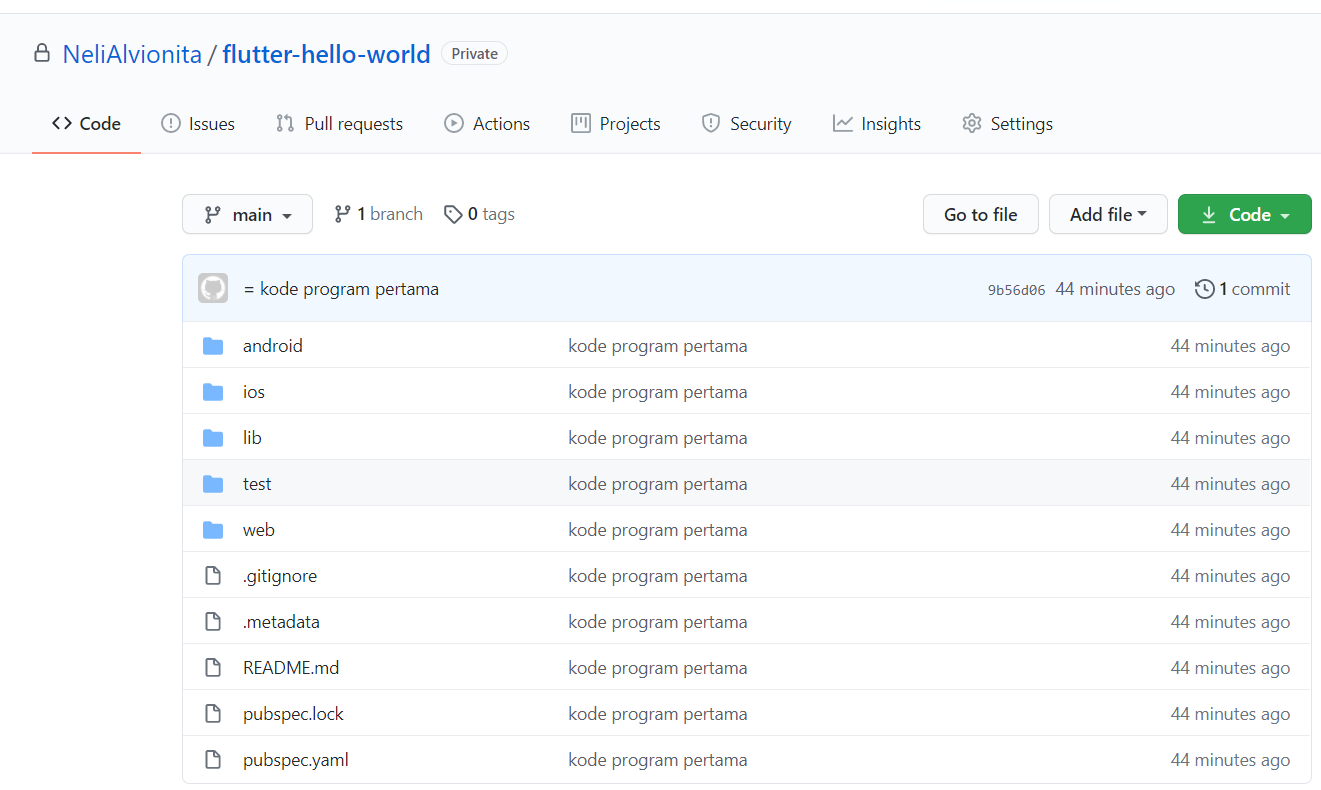 NeliAlvionita / flutter-hello-world Private
Code Issues Pull requests Actions Projects Security Insights Settings
main 1 branch 0 tags Go to file Add file Code
= kode program pertama 9b56d06 44 minutes ago 1 commit
android kode program pertama 44 minutes ago
ios kode program pertama 44 minutes ago
lib kode program pertama 44 minutes ago
test kode program pertama 44 minutes ago
web kode program pertama 44 minutes ago
.gitignore kode program pertama 44 minutes ago
.metadata kode program pertama 44 minutes ago
README.md kode program pertama 44 minutes ago
pubspec.lock kode program pertama 44 minutes ago
pubspec.yaml kode program pertama 44 minutes ago